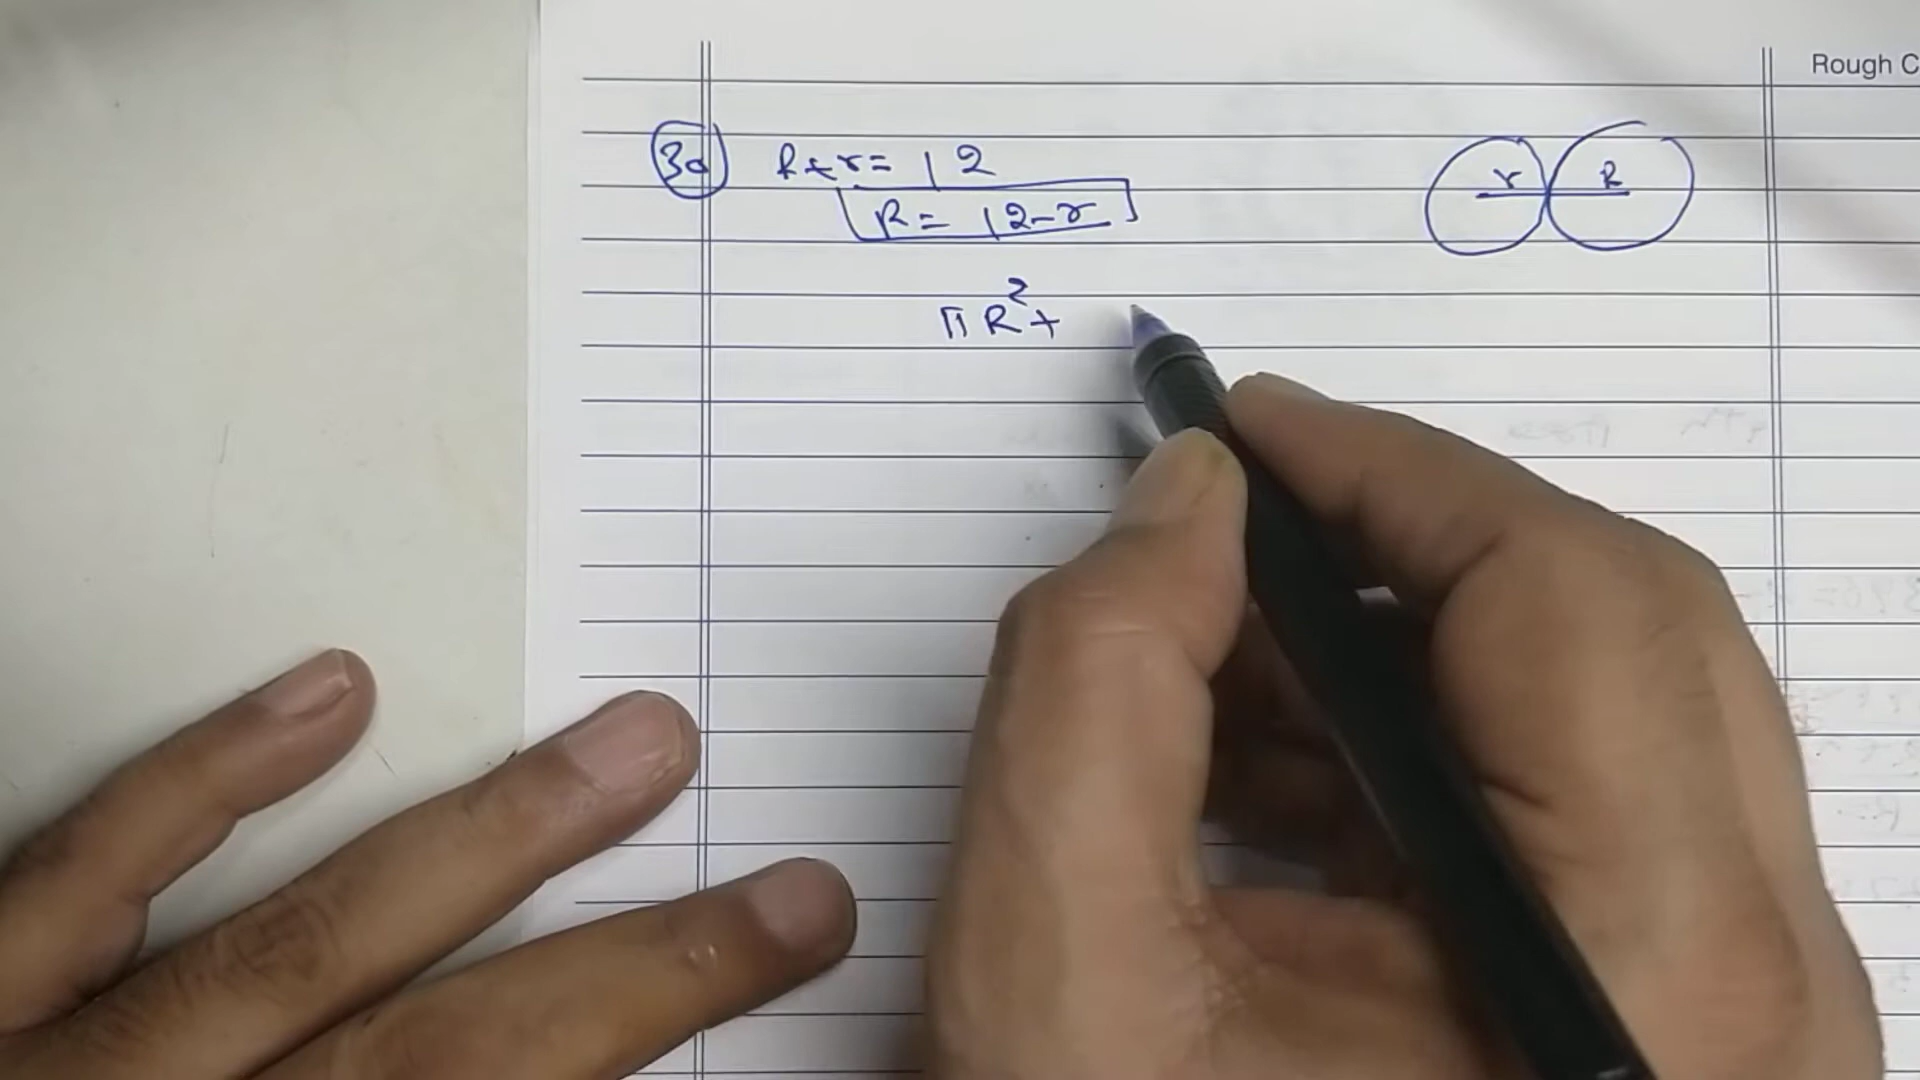 30 R+r= 12
R= 12-r
πR²+
r R
Rough C